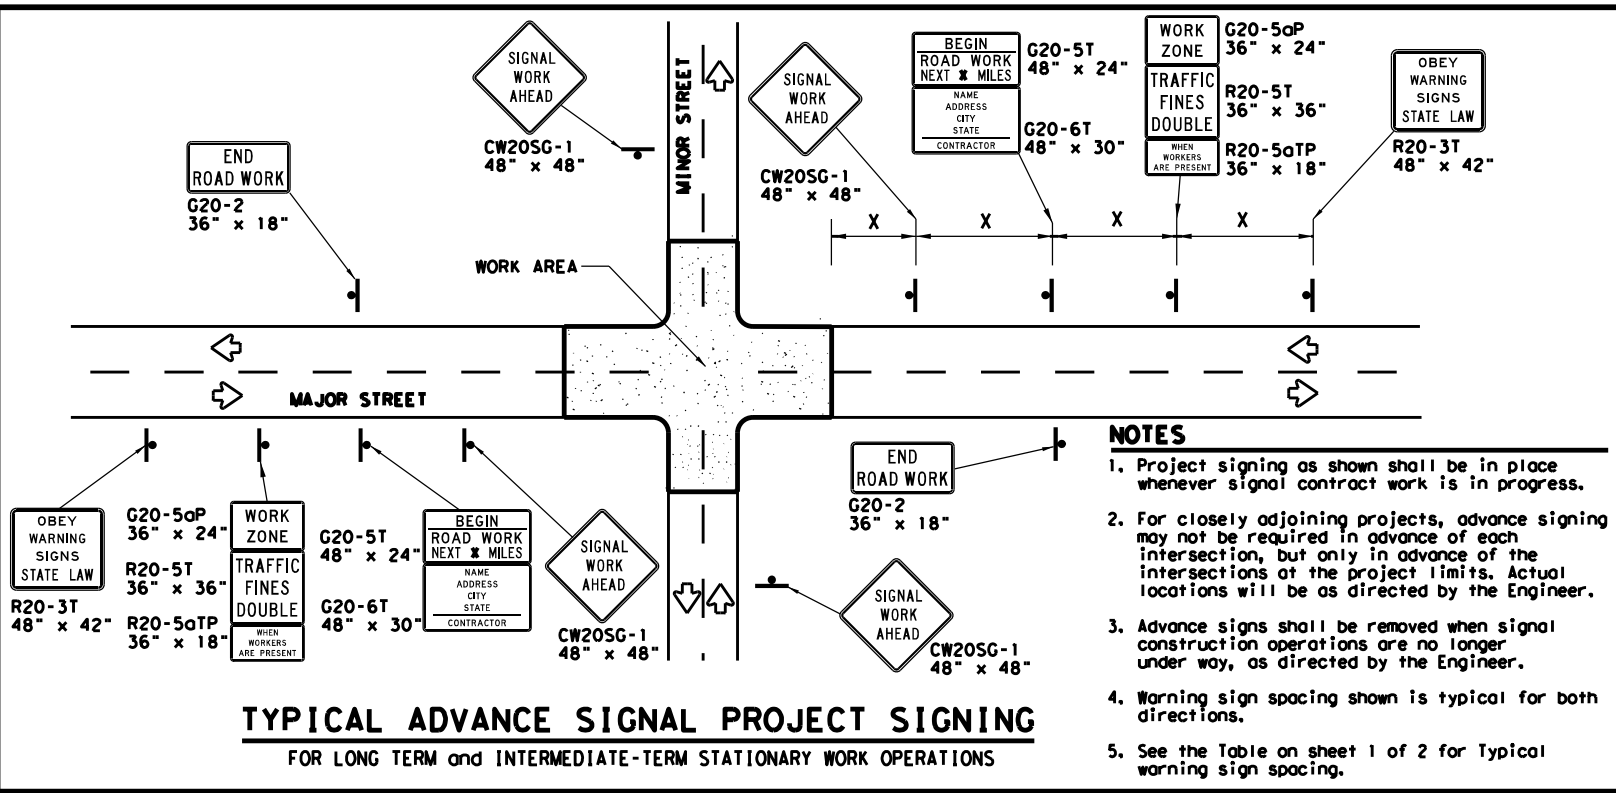 SIGNAL
WORK
AHEAD
CW20SG-1
48" x 48"
END
ROAD WORK
G20-2
36" x 18"
WORK AREA
MINOR STREET
SIGNAL
WORK
AHEAD
CW20SG-1
48" x 48"
BEGIN
ROAD WORK
NEXT X MILES
NAME
ADDRESS
CITY
STATE
CONTRACTOR
G20-5T
48" x 24"
G20-6T
48" x 30"
WORK
ZONE
TRAFFIC
FINES
DOUBLE
WHEN
WORKERS
ARE PRESENT
G20-5aP
36" x 24"
R20-5T
36" x 36"
R20-5aTP
36" x 18"
OBEY
WARNING
SIGNS
STATE LAW
R20-3T
48" x 42"
X X X X
MAJOR STREET
OBEY
WARNING
SIGNS
STATE LAW
R20-3T
48" x 42"
G20-5aP
36" x 24"
R20-5T
36" x 36"
R20-5aTP
36" x 18"
WORK
ZONE
TRAFFIC
FINES
DOUBLE
WHEN
WORKERS
ARE PRESENT
G20-5T
48" x 24"
G20-6T
48" x 30"
BEGIN
ROAD WORK
NEXT X MILES
NAME
ADDRESS
CITY
STATE
CONTRACTOR
SIGNAL
WORK
AHEAD
CW20SG-1
48" x 48"
END
ROAD WORK
G20-2
36" x 18"
SIGNAL
WORK
AHEAD
CW20SG-1
48" x 48"
NOTES
1. Project signing as shown shall be in place
whenever signal contract work is in progress.
2. For closely adjoining projects, advance signing
may not be required in advance of each
intersection, but only in advance of the
intersections at the project limits. Actual
locations will be as directed by the Engineer.
3. Advance signs shall be removed when signal
construction operations are no longer
under way, as directed by the Engineer.
4. Warning sign spacing shown is typical for both
directions.
5. See the Table on sheet 1 of 2 for Typical
warning sign spacing.
TYPICAL ADVANCE SIGNAL PROJECT SIGNING
FOR LONG TERM and INTERMEDIATE-TERM STATIONARY WORK OPERATIONS